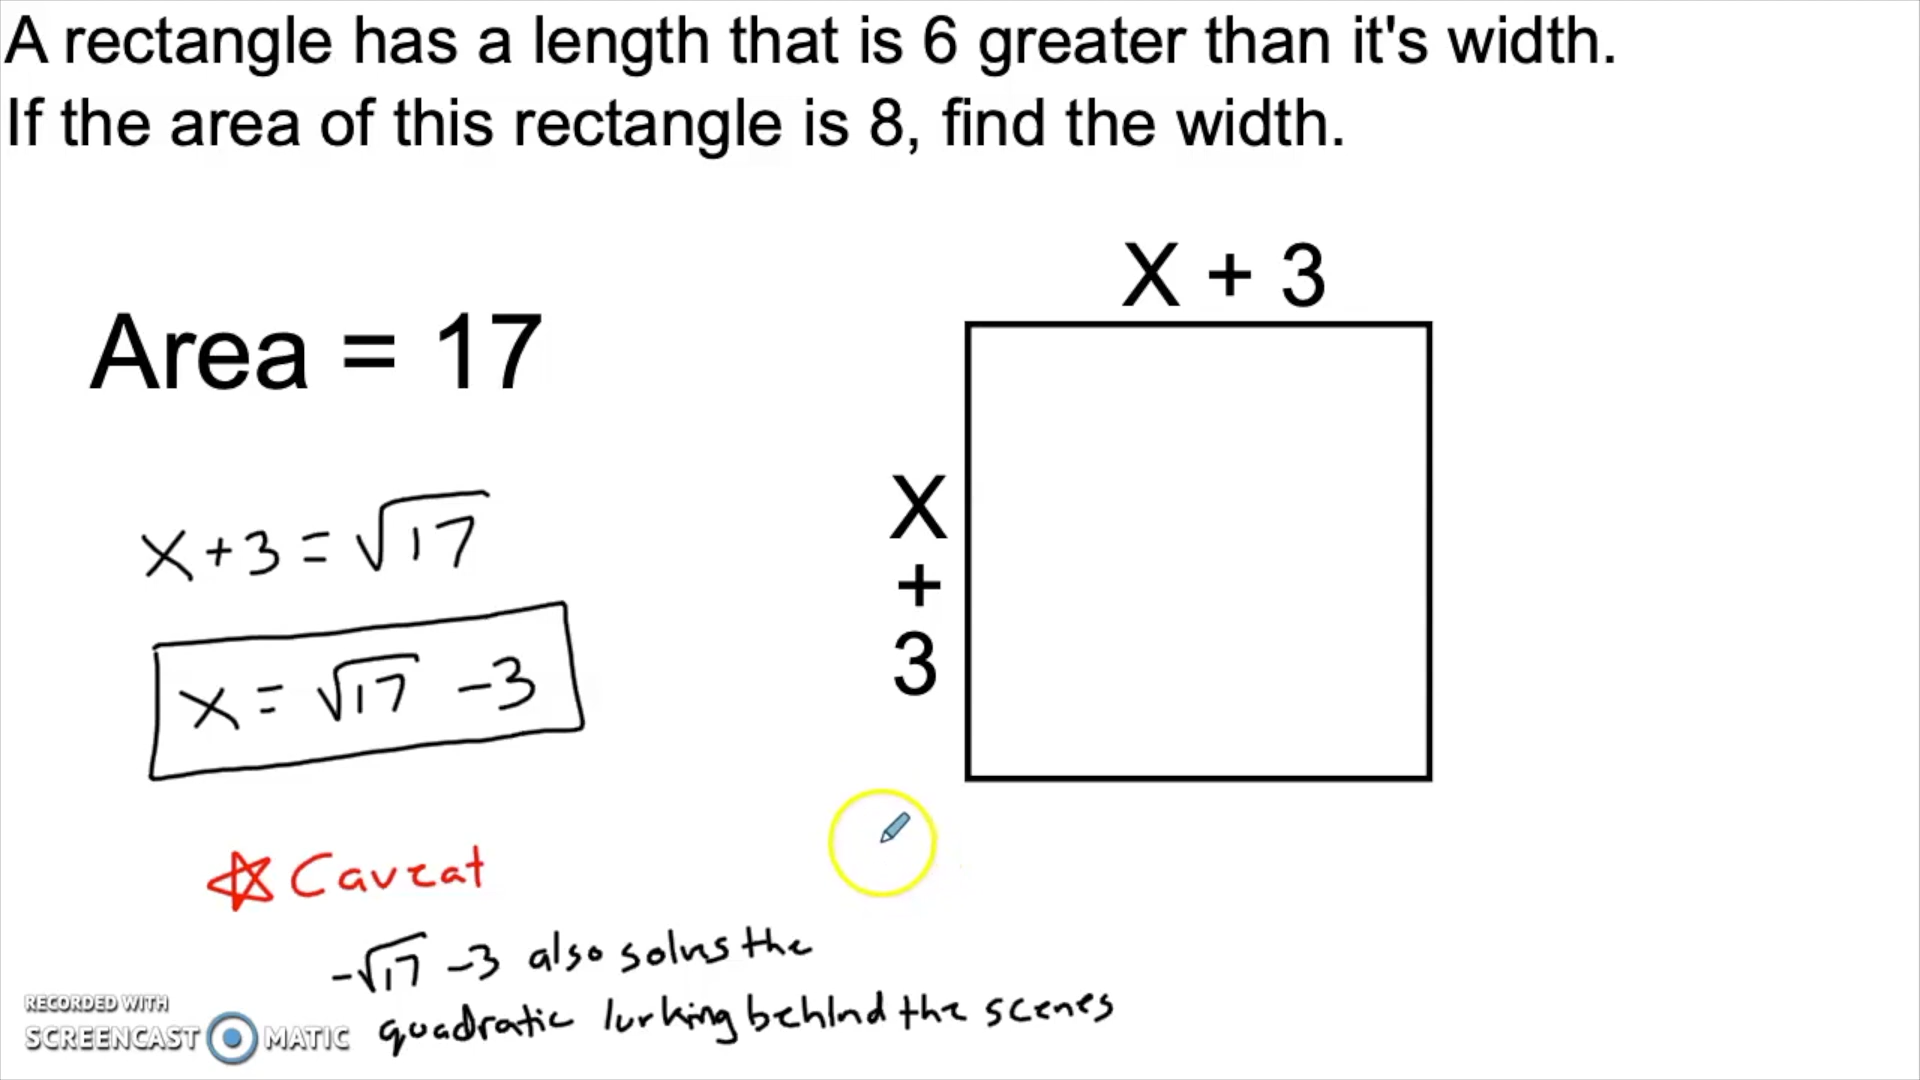 A rectangle has a length that is 6 greater than it's width.
If the area of this rectangle is 8, find the width.
X + 3
Area = 17
X
+
3
x+3=√17
x=√17 -3
Caveat
-√17 -3 also solves the
quadratic lurking behind the scenes
RECORDED WITH
SCREENCAST MATIC